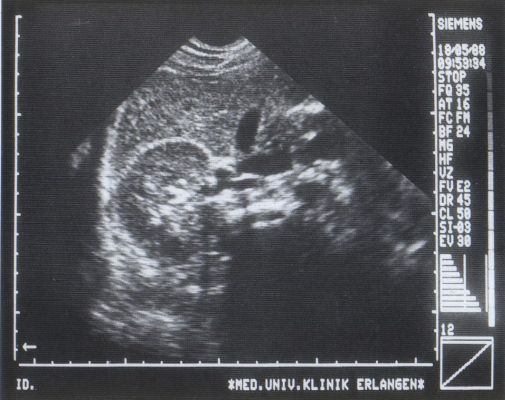 SIEMENS
18/05/88
09:53:34
STOP
FQ 35
AT 16
FC FM
BF 24
MG
HF
VZ
FV E2
DR 45
CL 50
SI-03
EV 30
12
ID.
*MED.UNIV.KLINIK ERLANGEN*